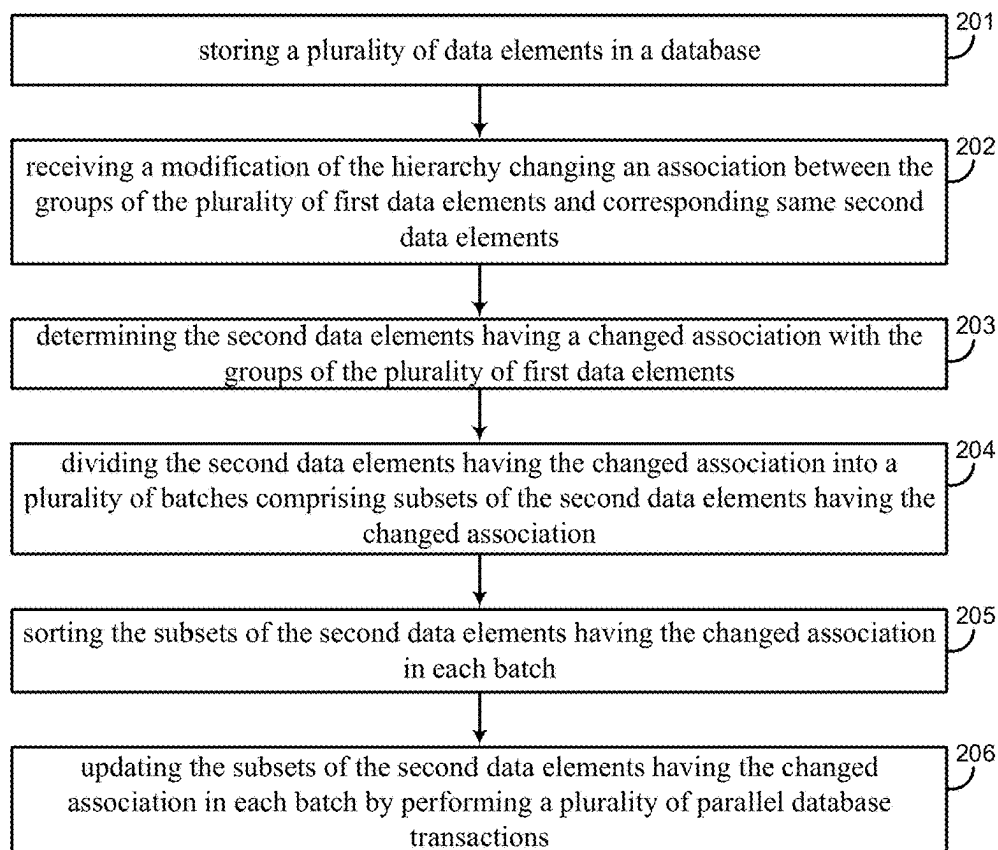 201
storing a plurality of data elements in a database
202
receiving a modification of the hierarchy changing an association between the
groups of the plurality of first data elements and corresponding same second
data elements
203
determining the second data elements having a changed association with the
groups of the plurality of first data elements
204
dividing the second data elements having the changed association into a
plurality of batches comprising subsets of the second data elements having the
changed association
205
sorting the subsets of the second data elements having the changed association
in each batch
206
updating the subsets of the second data elements having the changed
association in each batch by performing a plurality of parallel database
transactions